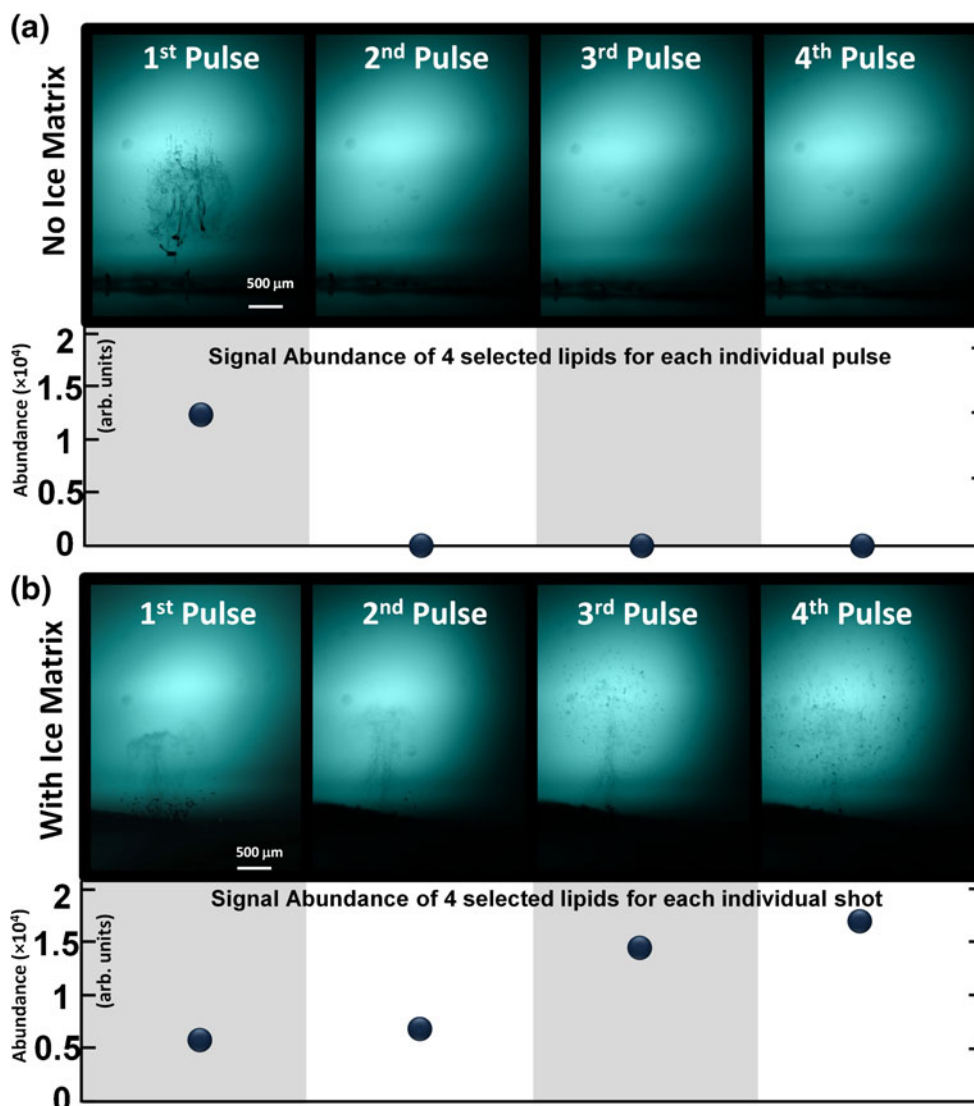 (a)
No Ice Matrix
1st Pulse
2nd Pulse
3rd Pulse
4th Pulse
500 μm
Signal Abundance of 4 selected lipids for each individual pulse
Abundance (×10⁴)
(arb. units)
2
1.5
1
0.5
0
(b)
With Ice Matrix
1st Pulse
2nd Pulse
3rd Pulse
4th Pulse
500 μm
Signal Abundance of 4 selected lipids for each individual shot
Abundance (×10⁴)
(arb. units)
2
1.5
1
0.5
0